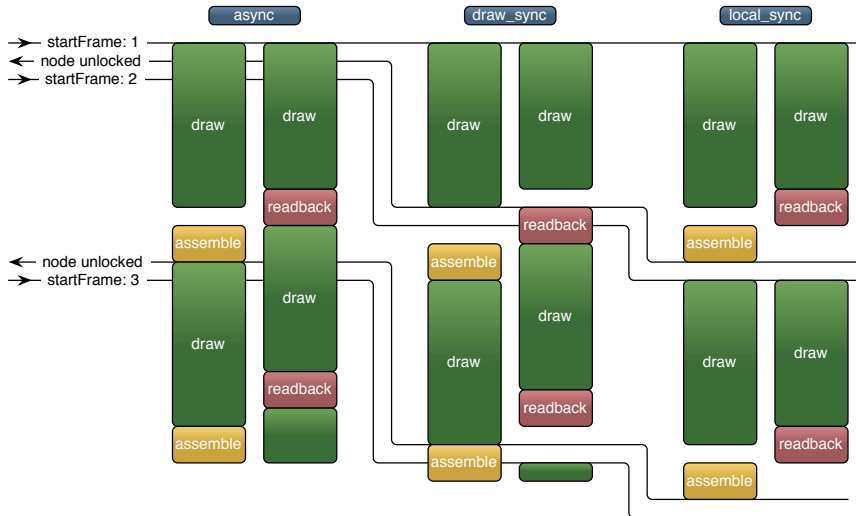 async
draw_sync
local_sync
startFrame: 1
node unlocked
startFrame: 2
draw
draw
draw
draw
draw
draw
readback
readback
readback
assemble
assemble
assemble
node unlocked
startFrame: 3
draw
draw
draw
draw
draw
draw
readback
readback
readback
assemble
assemble
assemble